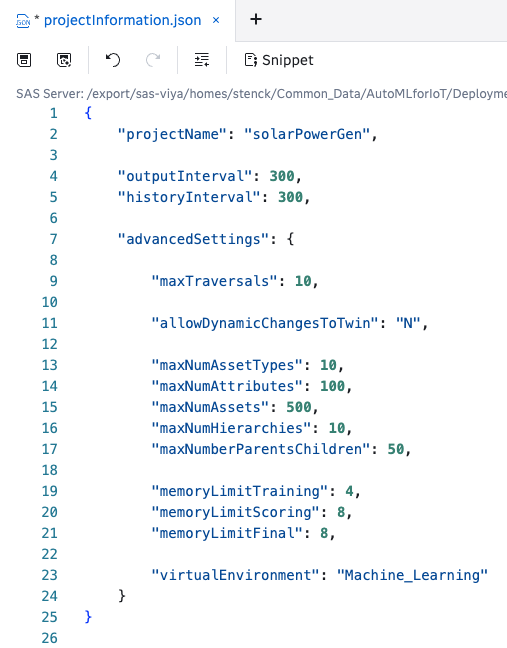 JSON * projectInformation.json × +
Snippet
SAS Server: /export/sas-viya/homes/stenck/Common_Data/AutoMLforIoT/Deployme
1 {
2 "projectName": "solarPowerGen",
3
4 "outputInterval": 300,
5 "historyInterval": 300,
6
7 "advancedSettings": {
8
9 "maxTraversals": 10,
10
11 "allowDynamicChangesToTwin": "N",
12
13 "maxNumAssetTypes": 10,
14 "maxNumAttributes": 100,
15 "maxNumAssets": 500,
16 "maxNumHierarchies": 10,
17 "maxNumberParentsChildren": 50,
18
19 "memoryLimitTraining": 4,
20 "memoryLimitScoring": 8,
21 "memoryLimitFinal": 8,
22
23 "virtualEnvironment": "Machine_Learning"
24 }
25 }
26